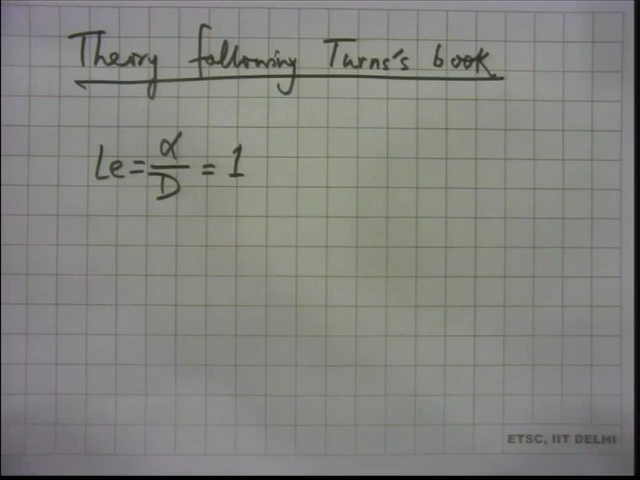 Theory following Turns's book
Le = α/D = 1
ETSC, IIT DELHI